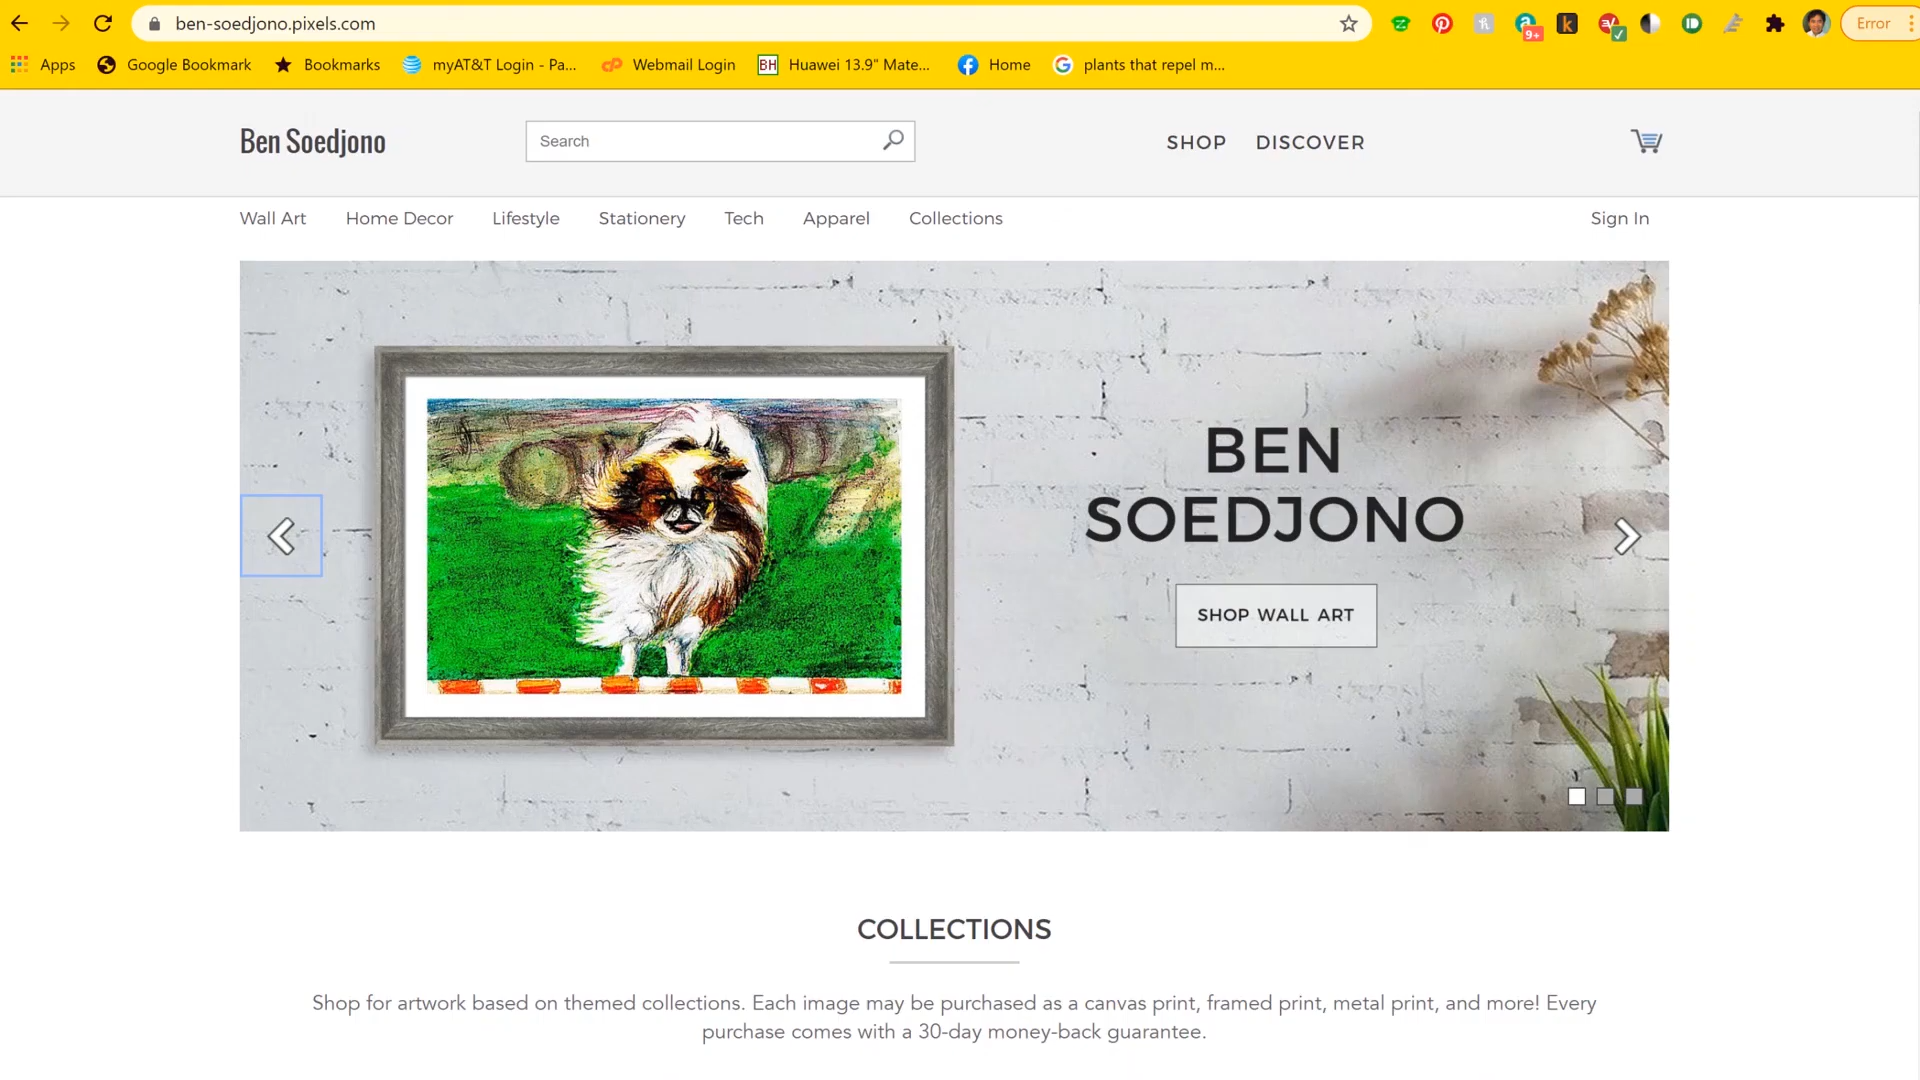 ben-soedjono.pixels.com
9+
k
Error
Apps
Google Bookmark
Bookmarks
myAT&T Login - Pa...
cP
Webmail Login
BH
Huawei 13.9" Mate...
Home
plants that repel m...
Ben Soedjono
Search
SHOP
DISCOVER
Wall Art
Home Decor
Lifestyle
Stationery
Tech
Apparel
Collections
Sign In
BEN
SOEDJONO
SHOP WALL ART
COLLECTIONS
Shop for artwork based on themed collections. Each image may be purchased as a canvas print, framed print, metal print, and more! Every
purchase comes with a 30-day money-back guarantee.